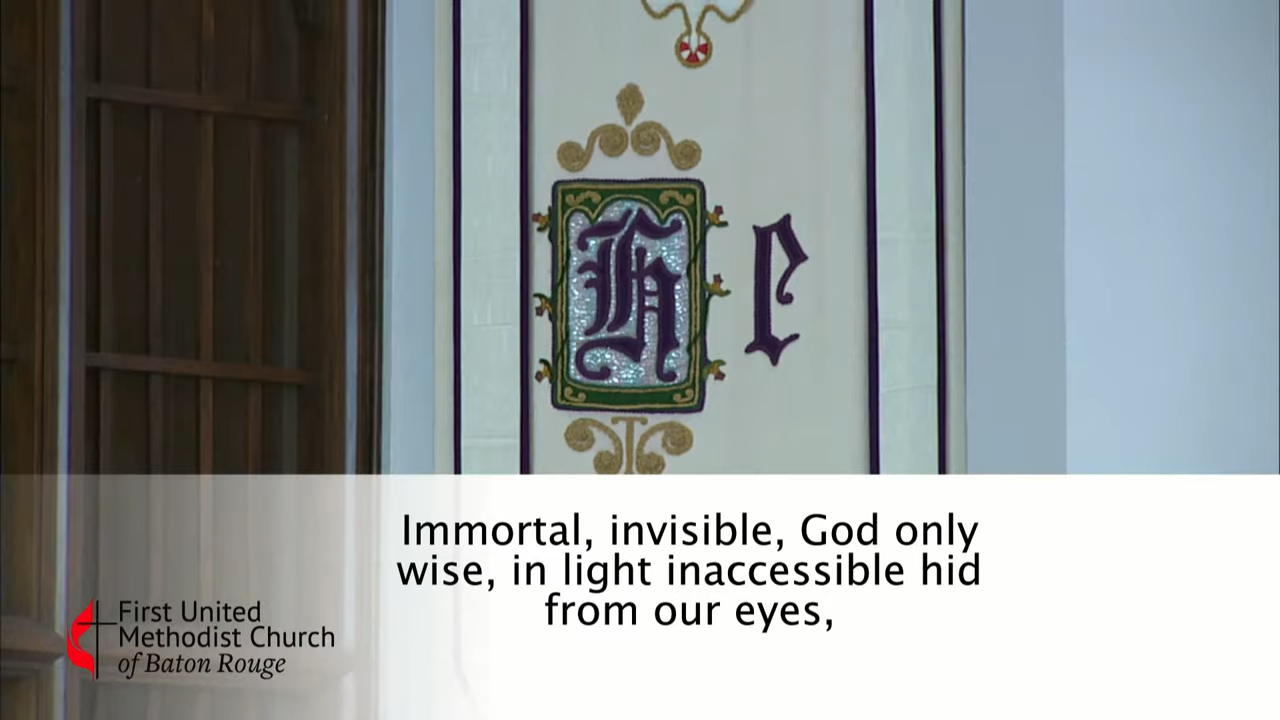 He
Immortal, invisible, God only
wise, in light inaccessible hid
from our eyes,
First United
Methodist Church
of Baton Rouge